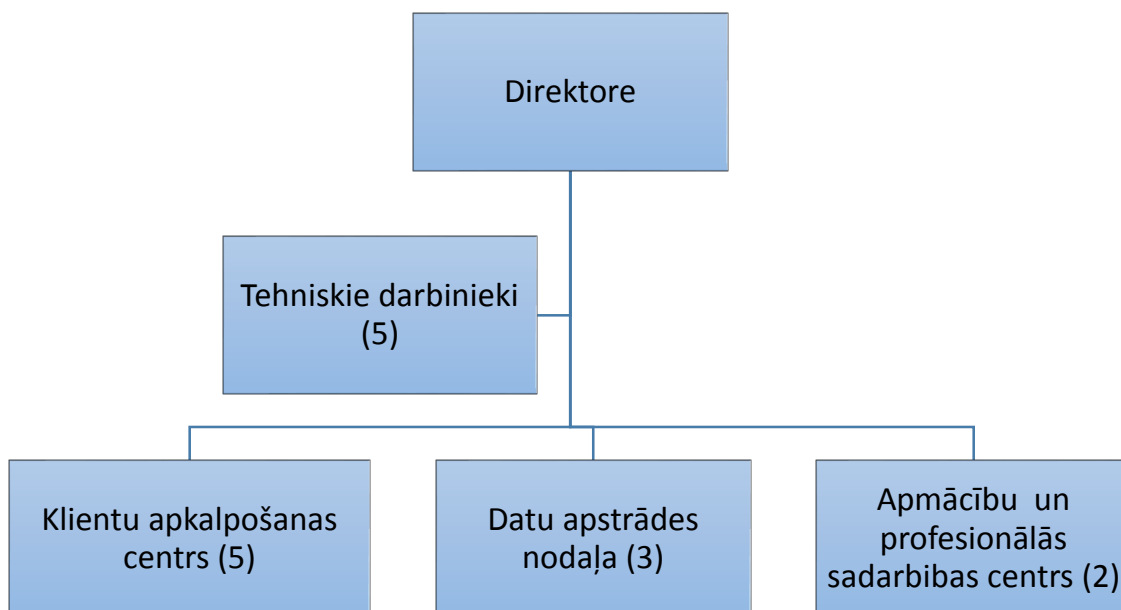 Direktore
Tehniskie darbinieki
(5)
Klientu apkalpošanas
centrs (5)
Datu apstrādes
nodaļa (3)
Apmācību un
profesionālās
sadarbibas centrs (2)